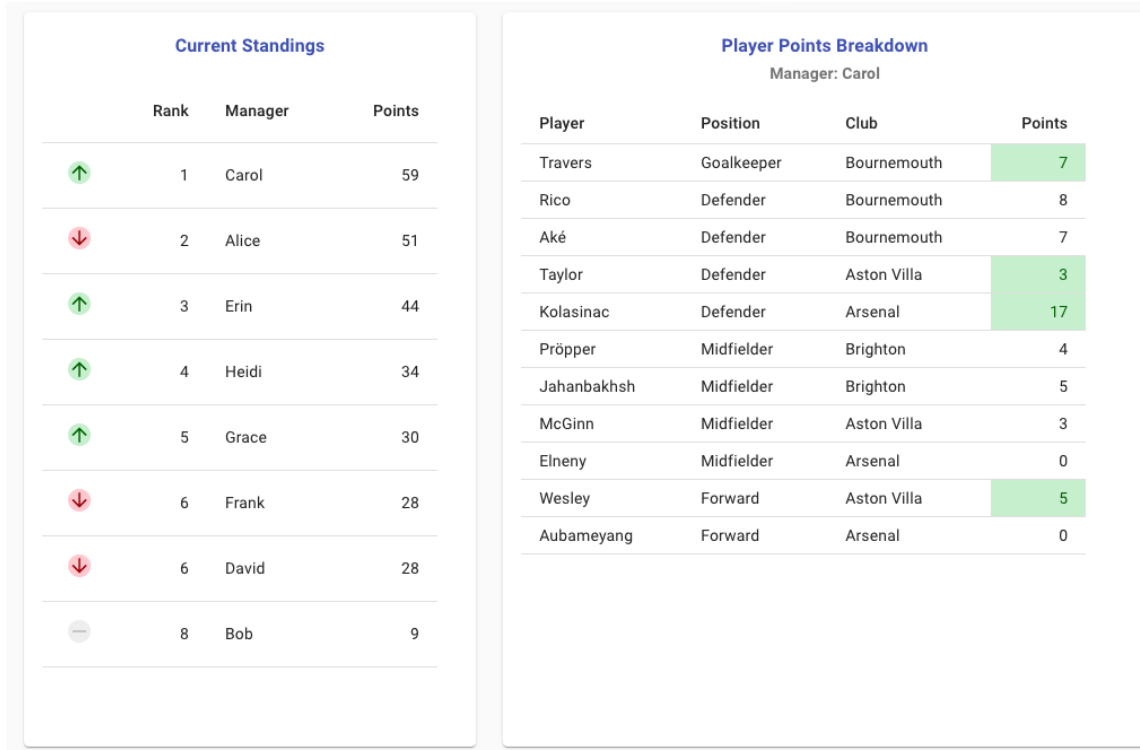 Current Standings
Rank Manager Points
1 Carol 59
2 Alice 51
3 Erin 44
4 Heidi 34
5 Grace 30
6 Frank 28
6 David 28
8 Bob 9
Player Points Breakdown
Manager: Carol
Player Position Club Points
Travers Goalkeeper Bournemouth 7
Rico Defender Bournemouth 8
Aké Defender Bournemouth 7
Taylor Defender Aston Villa 3
Kolasinac Defender Arsenal 17
Pröpper Midfielder Brighton 4
Jahanbakhsh Midfielder Brighton 5
McGinn Midfielder Aston Villa 3
Elneny Midfielder Arsenal 0
Wesley Forward Aston Villa 5
Aubameyang Forward Arsenal 0